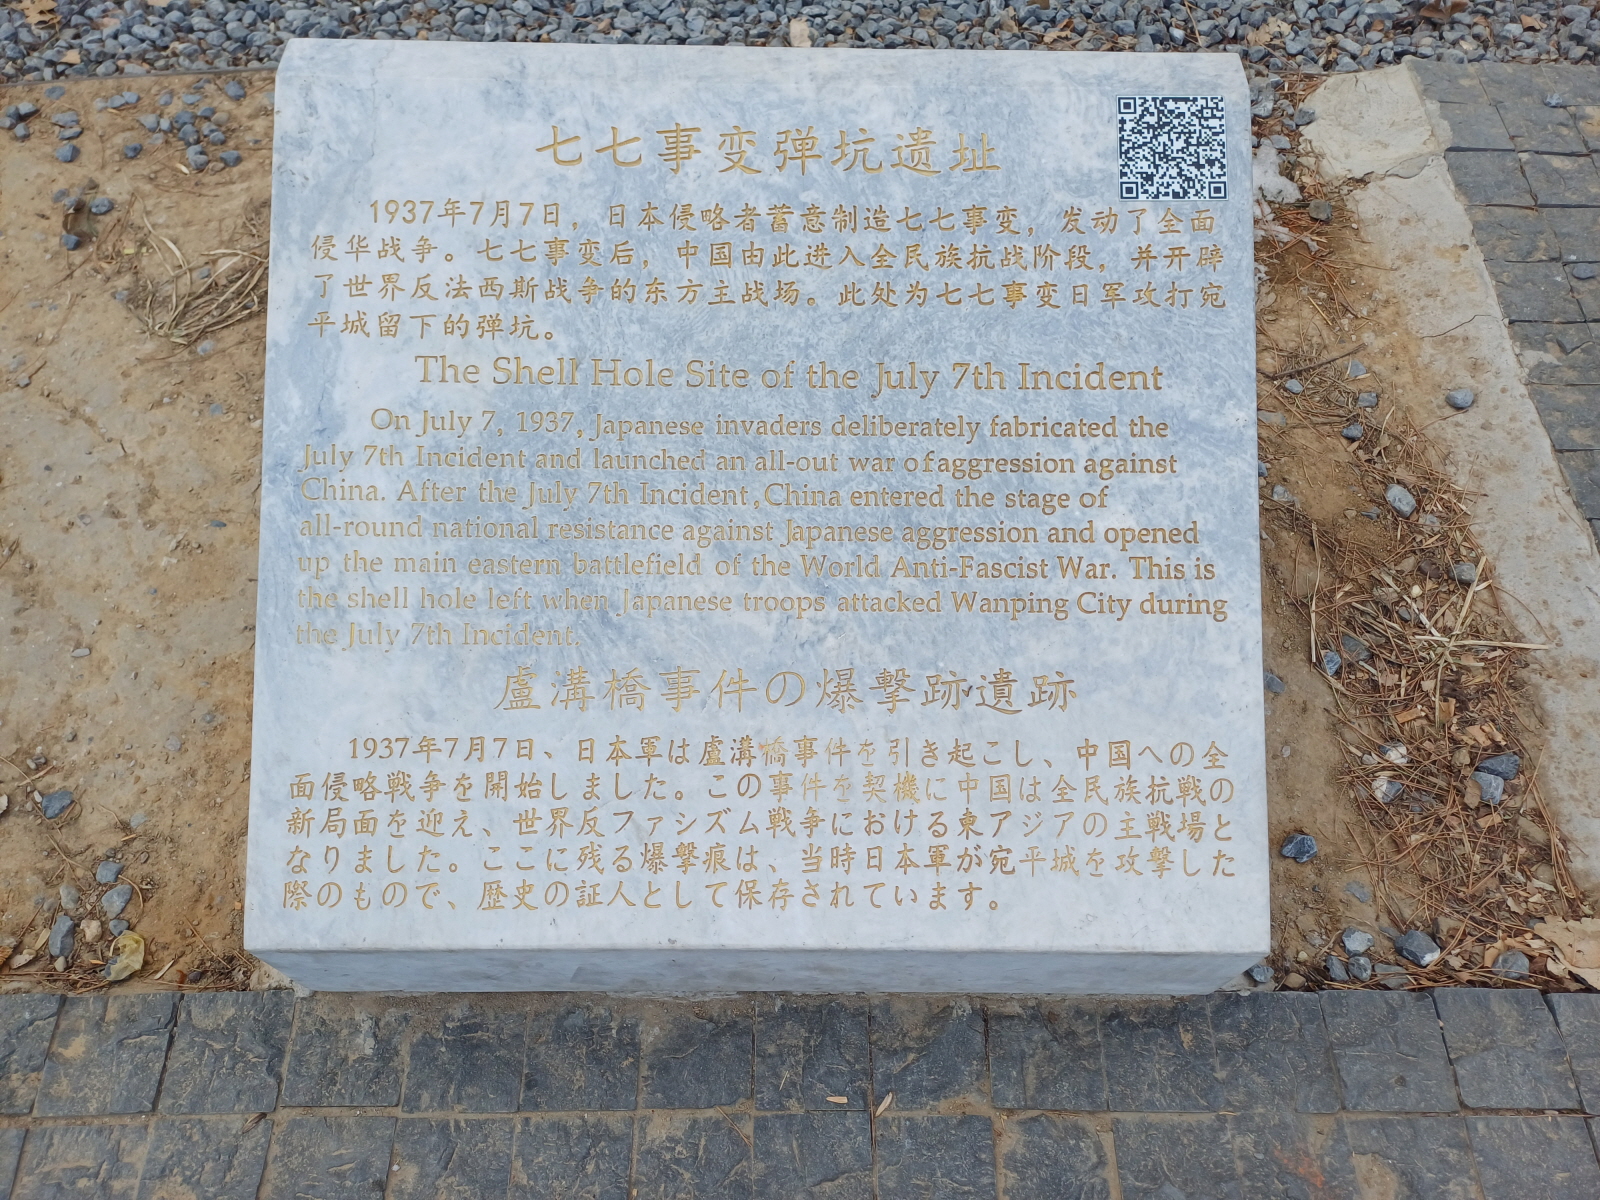 七七事变弹坑遗址
1937年7月7日，日本侵略者蓄意制造七七事变，发动了全面
侵华战争。七七事变后，中国由此进入全民族抗战阶段，并开辟
了世界反法西斯战争的东方主战场。此处为七七事变日军攻打宛
平城留下的弹坑。
The Shell Hole Site of the July 7th Incident
On July 7, 1937, Japanese invaders deliberately fabricated the
July 7th Incident and launched an all-out war of aggression against
China. After the July 7th Incident, China entered the stage of
all-round national resistance against Japanese aggression and opened
up the main eastern battlefield of the World Anti-Fascist War. This is
the shell hole left when Japanese troops attacked Wanping City during
the July 7th Incident.
盧溝橋事件の爆撃跡遺跡
1937年7月7日、日本軍は盧溝橋事件を引き起こし、中国への全
面侵略戦争を開始しました。この事件を契機に中国は全民族抗戦の
新局面を迎え、世界反ファシズム戦争における東アジアの主戦場と
なりました。ここに残る爆撃痕は、当時日本軍が宛平城を攻撃した
際のもので、歴史の証人として保存されています。